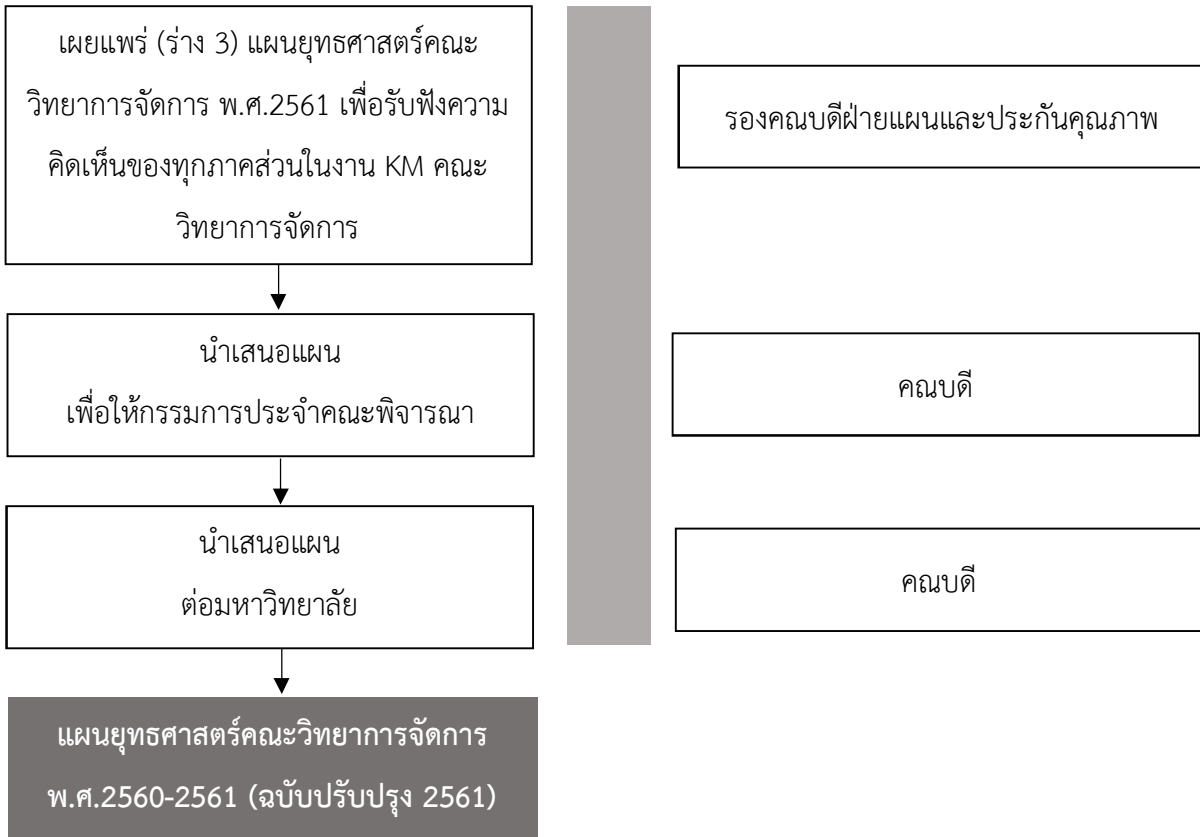 เผยแพร่ (ร่าง 3) แผนยุทธศาสตร์คณะ
วิทยาการจัดการ พ.ศ.2561 เพื่อรับฟังความ
คิดเห็นของทุกภาคส่วนในงาน KM คณะ
วิทยาการจัดการ
รองคณบดีฝ่ายแผนและประกันคุณภาพ
นำเสนอแผน
เพื่อให้กรรมการประจำคณะพิจารณา
คณบดี
นำเสนอแผน
ต่อมหาวิทยาลัย
คณบดี
แผนยุทธศาสตร์คณะวิทยาการจัดการ
พ.ศ.2560-2561 (ฉบับปรับปรุง 2561)